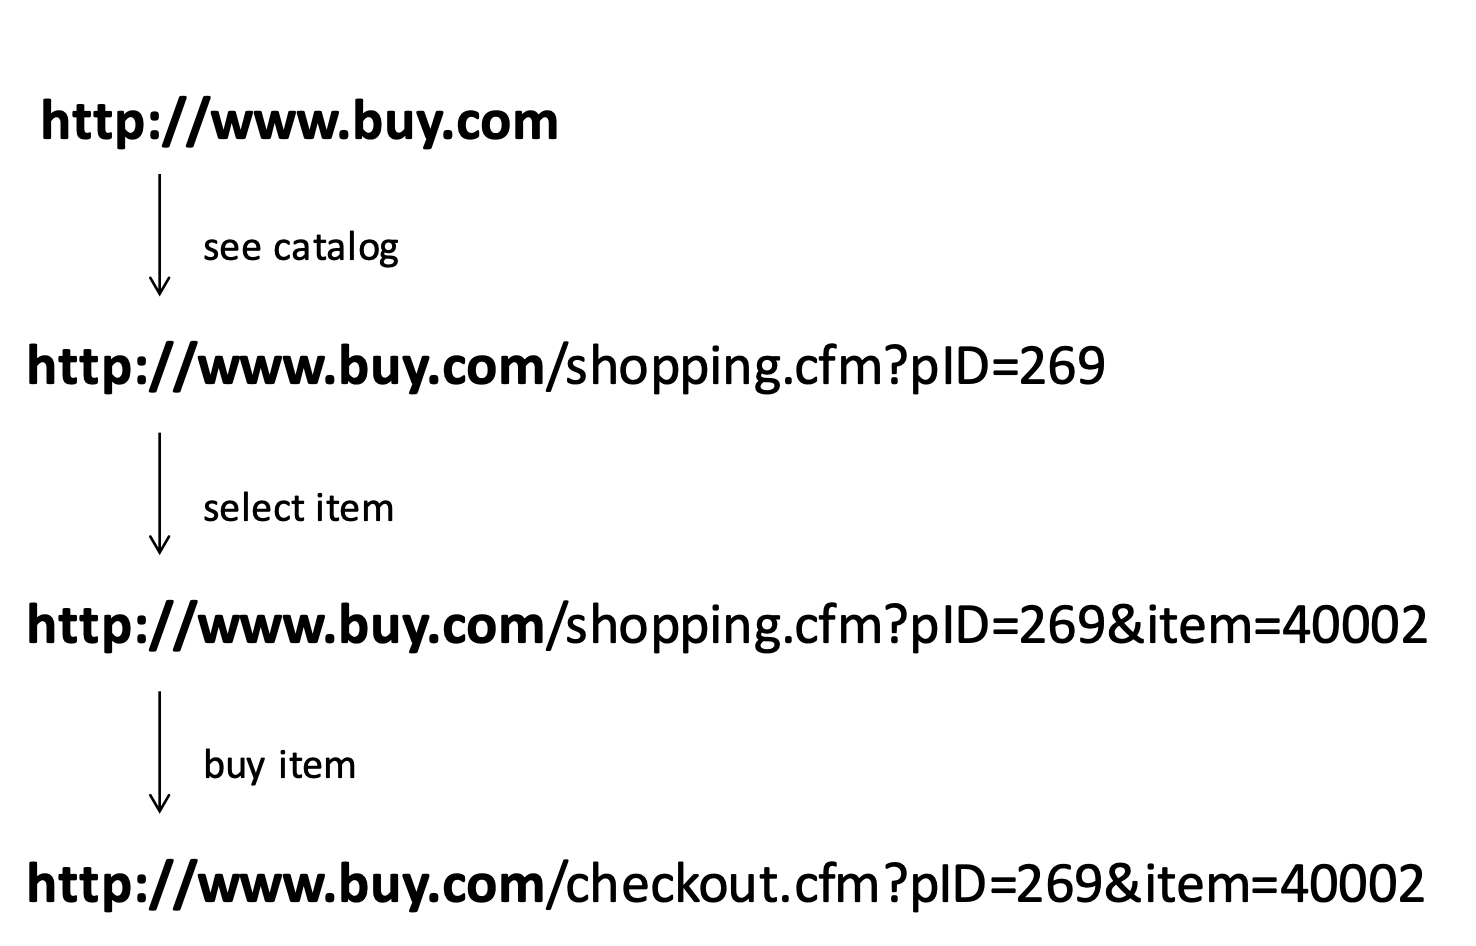 http://www.buy.com
see catalog
http://www.buy.com/shopping.cfm?pID=269
select item
http://www.buy.com/shopping.cfm?pID=269&item=40002
buy item
http://www.buy.com/checkout.cfm?pID=269&item=40002